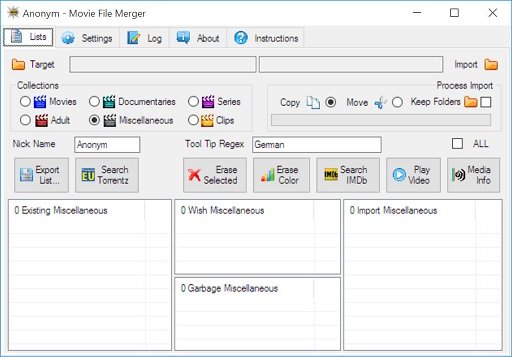 Anonym - Movie File Merger
Lists Settings Log About Instructions
Target Import
Collections Process Import
Movies Documentaries Series Copy Move Keep Folders
Adult Miscellaneous Clips
Nick Name Anonym Tool Tip Regex German ALL
Export List... Search Torrentz Erase Selected Erase Color Search IMDb Play Video Media Info
0 Existing Miscellaneous 0 Wish Miscellaneous 0 Import Miscellaneous
0 Garbage Miscellaneous